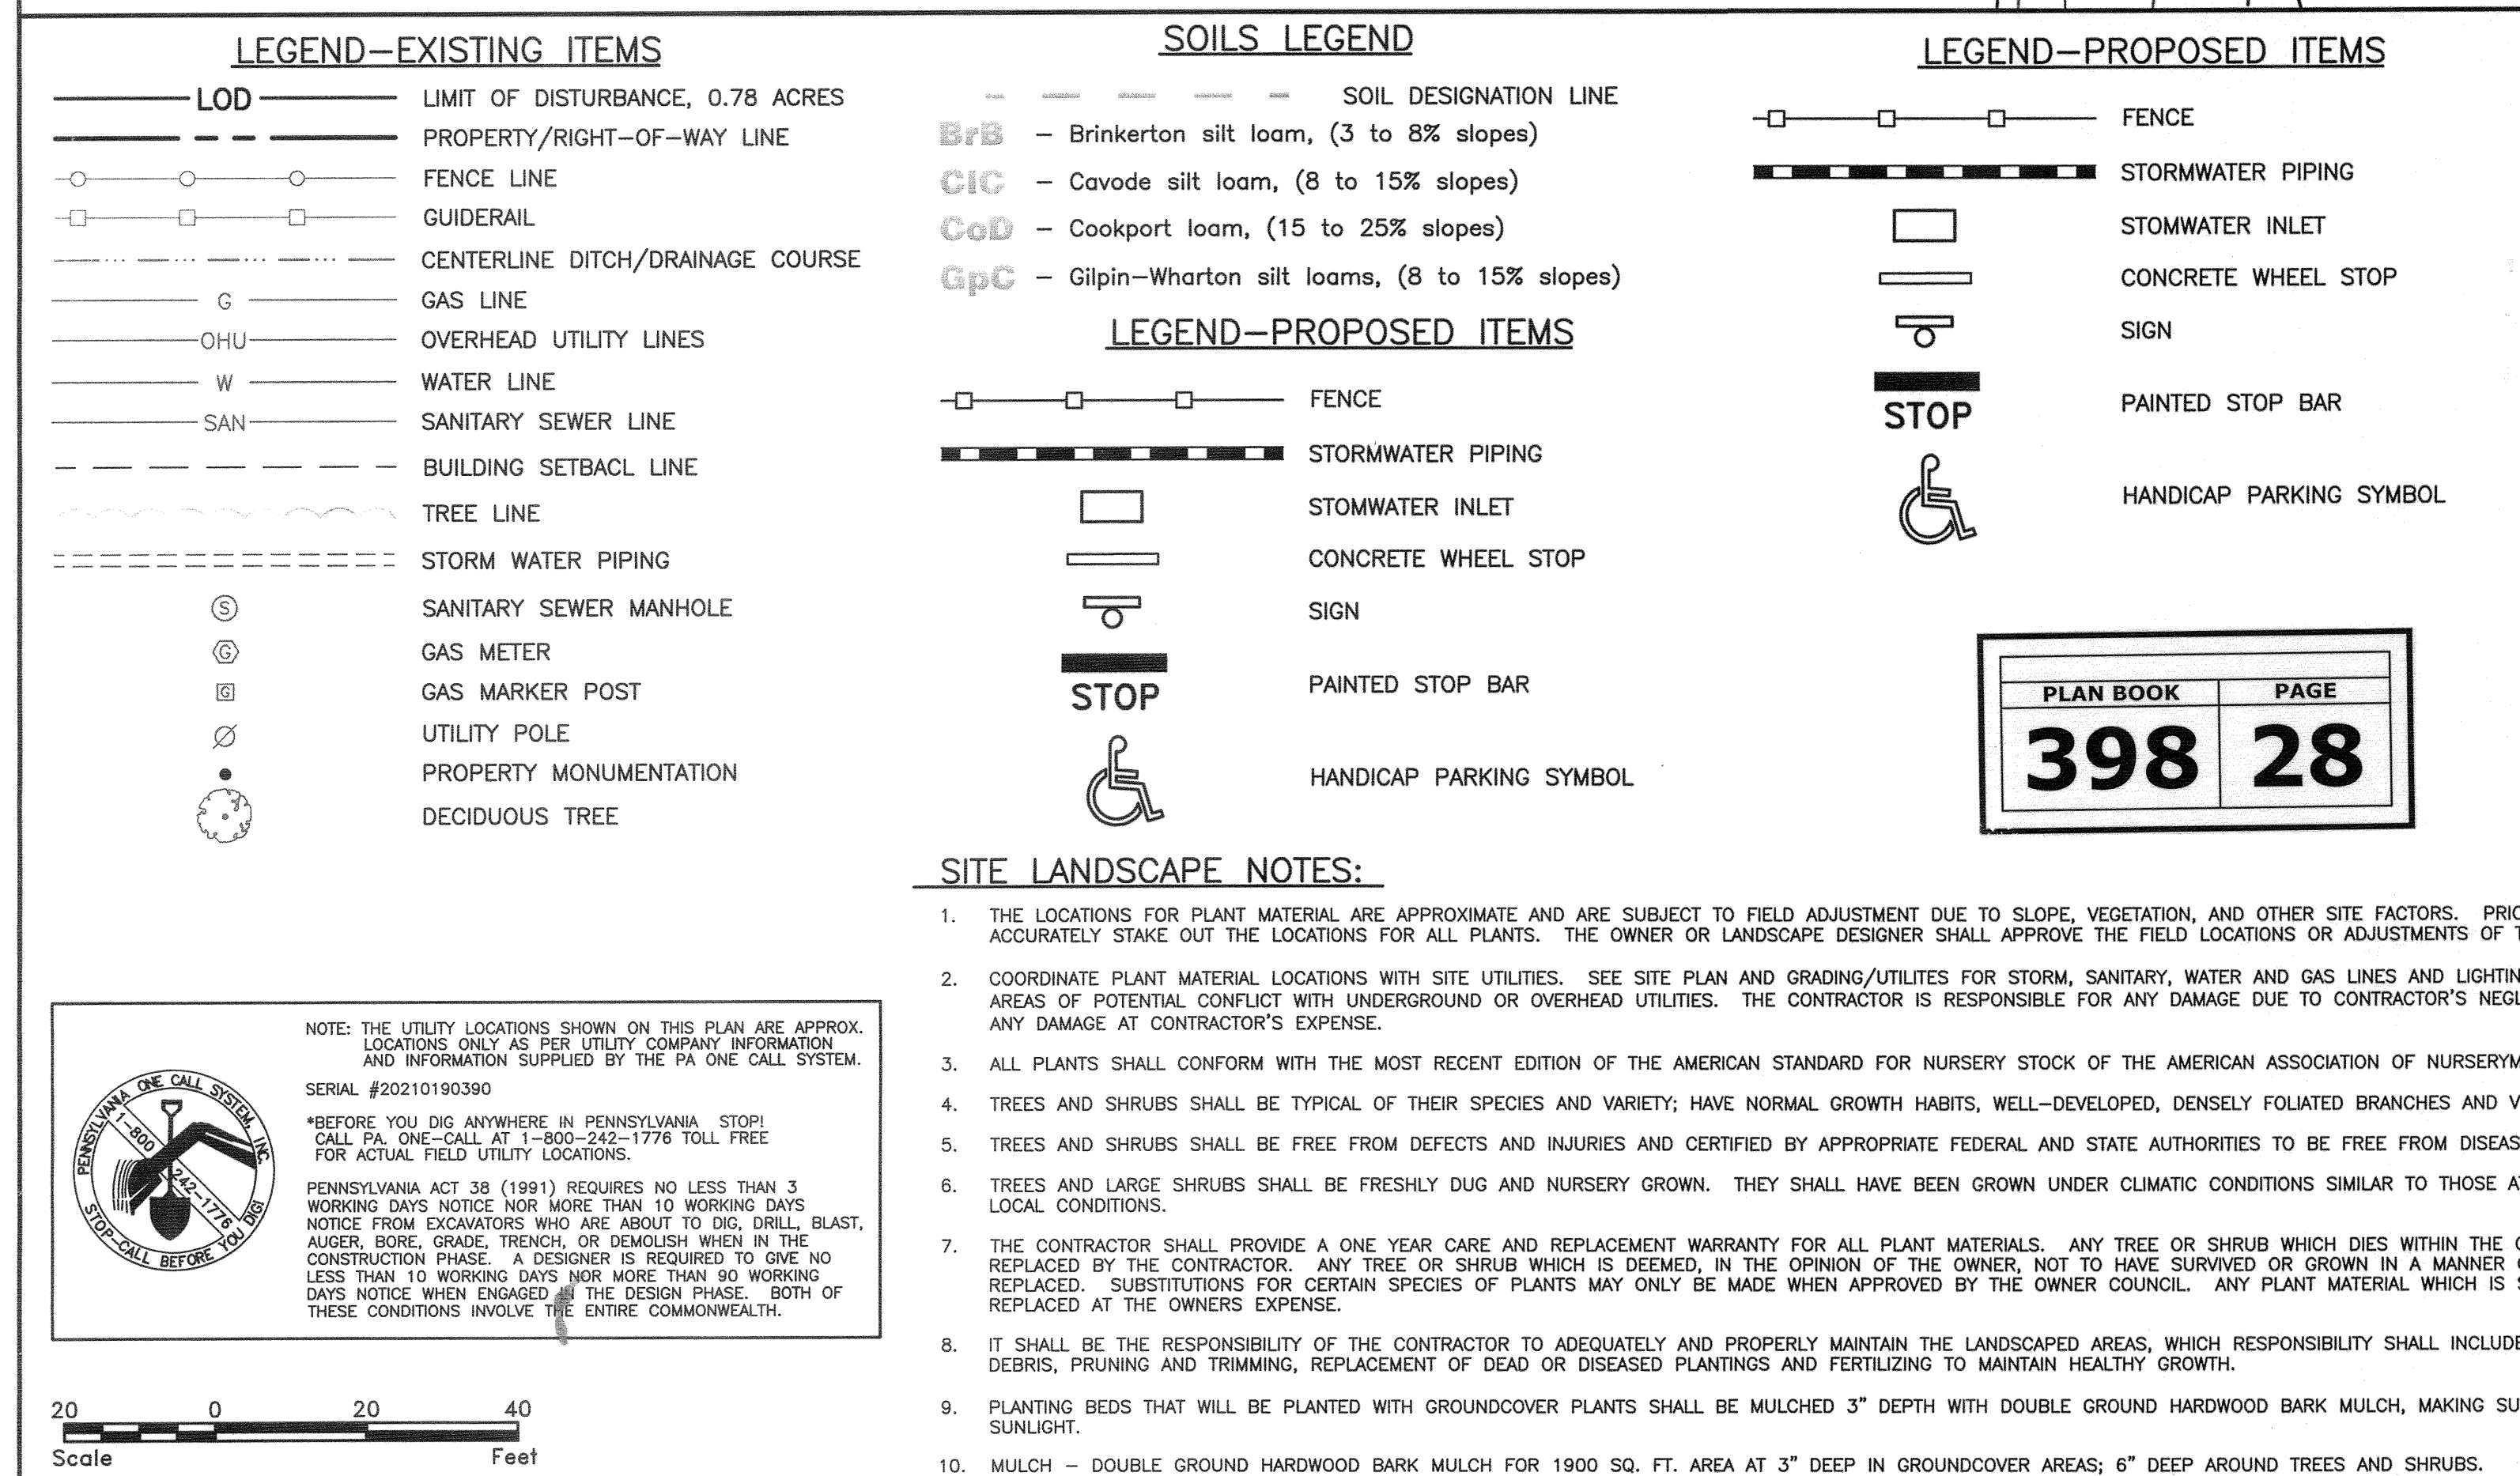 LEGEND—EXISTING ITEMS
LOD LIMIT OF DISTURBANCE, 0.78 ACRES
PROPERTY/RIGHT—OF—WAY LINE
FENCE LINE
GUIDERAIL
CENTERLINE DITCH/DRAINAGE COURSE
G GAS LINE
OHU OVERHEAD UTILITY LINES
W WATER LINE
SAN SANITARY SEWER LINE
BUILDING SETBACL LINE
TREE LINE
STORM WATER PIPING
S SANITARY SEWER MANHOLE
G GAS METER
G GAS MARKER POST
UTILITY POLE
PROPERTY MONUMENTATION
DECIDUOUS TREE
SOILS LEGEND
SOIL DESIGNATION LINE
BrB — Brinkerton silt loam, (3 to 8% slopes)
ClC — Cavode silt loam, (8 to 15% slopes)
CoD — Cookport loam, (15 to 25% slopes)
GpC — Gilpin—Wharton silt loams, (8 to 15% slopes)
LEGEND—PROPOSED ITEMS
FENCE
STORMWATER PIPING
STOMWATER INLET
CONCRETE WHEEL STOP
SIGN
STOP PAINTED STOP BAR
HANDICAP PARKING SYMBOL
LEGEND—PROPOSED ITEMS
FENCE
STORMWATER PIPING
STOMWATER INLET
CONCRETE WHEEL STOP
SIGN
STOP PAINTED STOP BAR
HANDICAP PARKING SYMBOL
PLAN BOOK PAGE
398 28
NOTE: THE UTILITY LOCATIONS SHOWN ON THIS PLAN ARE APPROX.
LOCATIONS ONLY AS PER UTILITY COMPANY INFORMATION
AND INFORMATION SUPPLIED BY THE PA ONE CALL SYSTEM.
SERIAL #20210190390
*BEFORE YOU DIG ANYWHERE IN PENNSYLVANIA STOP!
CALL PA. ONE—CALL AT 1—800—242—1776 TOLL FREE
FOR ACTUAL FIELD UTILITY LOCATIONS.
PENNSYLVANIA ACT 38 (1991) REQUIRES NO LESS THAN 3
WORKING DAYS NOTICE NOR MORE THAN 10 WORKING DAYS
NOTICE FROM EXCAVATORS WHO ARE ABOUT TO DIG, DRILL, BLAST,
AUGER, BORE, GRADE, TRENCH, OR DEMOLISH WHEN IN THE
CONSTRUCTION PHASE. A DESIGNER IS REQUIRED TO GIVE NO
LESS THAN 10 WORKING DAYS NOR MORE THAN 90 WORKING
DAYS NOTICE WHEN ENGAGED IN THE DESIGN PHASE. BOTH OF
THESE CONDITIONS INVOLVE THE ENTIRE COMMONWEALTH.
PENNSYLVANIA ONE CALL SYSTEM, INC.
1—800 242—1776
STOP—CALL BEFORE YOU DIG!
20 0 20 40
Scale Feet
SITE LANDSCAPE NOTES:
1. THE LOCATIONS FOR PLANT MATERIAL ARE APPROXIMATE AND ARE SUBJECT TO FIELD ADJUSTMENT DUE TO SLOPE, VEGETATION, AND OTHER SITE FACTORS.
ACCURATELY STAKE OUT THE LOCATIONS FOR ALL PLANTS. THE OWNER OR LANDSCAPE DESIGNER SHALL APPROVE THE FIELD LOCATIONS OR ADJUSTMENTS OF
2. COORDINATE PLANT MATERIAL LOCATIONS WITH SITE UTILITIES. SEE SITE PLAN AND GRADING/UTILITES FOR STORM, SANITARY, WATER AND GAS LINES AND
AREAS OF POTENTIAL CONFLICT WITH UNDERGROUND OR OVERHEAD UTILITIES. THE CONTRACTOR IS RESPONSIBLE FOR ANY DAMAGE DUE TO CONTRACTOR'S
ANY DAMAGE AT CONTRACTOR'S EXPENSE.
3. ALL PLANTS SHALL CONFORM WITH THE MOST RECENT EDITION OF THE AMERICAN STANDARD FOR NURSERY STOCK OF THE AMERICAN ASSOCIATION OF
4. TREES AND SHRUBS SHALL BE TYPICAL OF THEIR SPECIES AND VARIETY; HAVE NORMAL GROWTH HABITS, WELL—DEVELOPED, DENSELY FOLIATED BRANCHES AND
5. TREES AND SHRUBS SHALL BE FREE FROM DEFECTS AND INJURIES AND CERTIFIED BY APPROPRIATE FEDERAL AND STATE AUTHORITIES TO BE FREE FROM
6. TREES AND LARGE SHRUBS SHALL BE FRESHLY DUG AND NURSERY GROWN. THEY SHALL HAVE BEEN GROWN UNDER CLIMATIC CONDITIONS SIMILAR TO THOSE
LOCAL CONDITIONS.
7. THE CONTRACTOR SHALL PROVIDE A ONE YEAR CARE AND REPLACEMENT WARRANTY FOR ALL PLANT MATERIALS. ANY TREE OR SHRUB WHICH DIES WITHIN THE
REPLACED BY THE CONTRACTOR. ANY TREE OR SHRUB WHICH IS DEEMED, IN THE OPINION OF THE OWNER, NOT TO HAVE SURVIVED OR GROWN IN A MANNER
REPLACED. SUBSTITUTIONS FOR CERTAIN SPECIES OF PLANTS MAY ONLY BE MADE WHEN APPROVED BY THE OWNER COUNCIL. ANY PLANT MATERIAL WHICH IS
REPLACED AT THE OWNERS EXPENSE.
8. IT SHALL BE THE RESPONSIBILITY OF THE CONTRACTOR TO ADEQUATELY AND PROPERLY MAINTAIN THE LANDSCAPED AREAS, WHICH RESPONSIBILITY SHALL INCLUDE
DEBRIS, PRUNING AND TRIMMING, REPLACEMENT OF DEAD OR DISEASED PLANTINGS AND FERTILIZING TO MAINTAIN HEALTHY GROWTH.
9. PLANTING BEDS THAT WILL BE PLANTED WITH GROUNDCOVER PLANTS SHALL BE MULCHED 3" DEPTH WITH DOUBLE GROUND HARDWOOD BARK MULCH, MAKING
SUNLIGHT.
10. MULCH — DOUBLE GROUND HARDWOOD BARK MULCH FOR 1900 SQ. FT. AREA AT 3" DEEP IN GROUNDCOVER AREAS; 6" DEEP AROUND TREES AND SHRUBS.